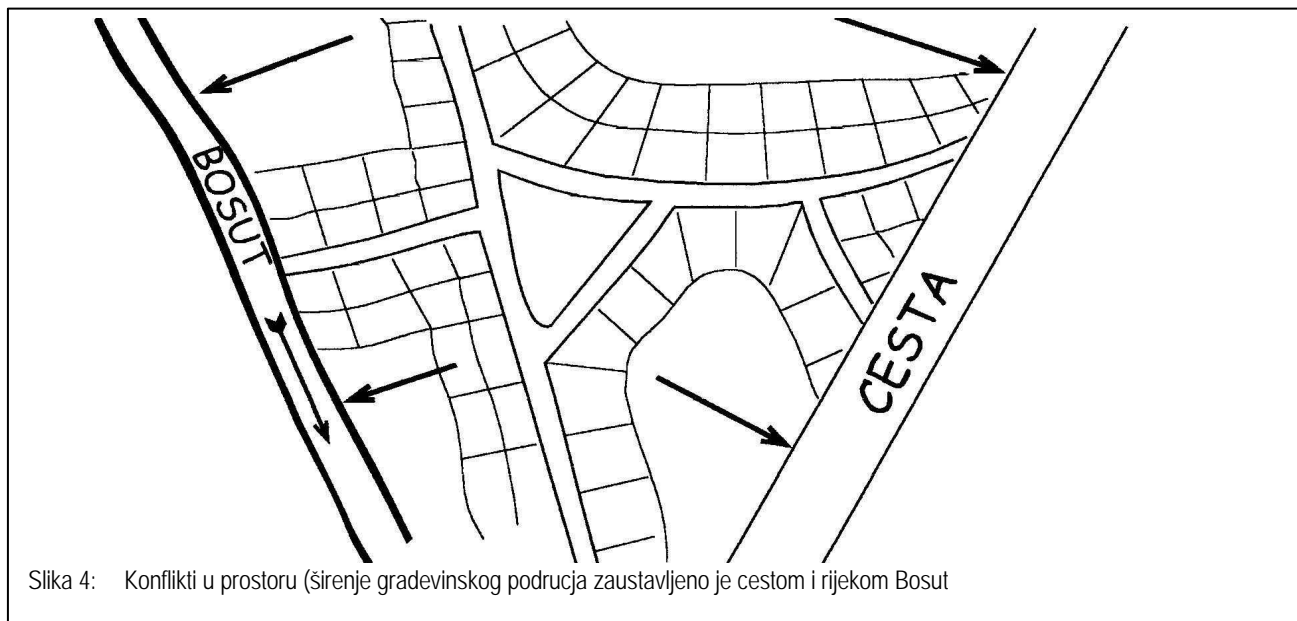 BOSUT
CESTA
Slika 4: Konflikti u prostoru (širenje gradevinskog podrucja zaustavljeno je cestom i rijekom Bosut